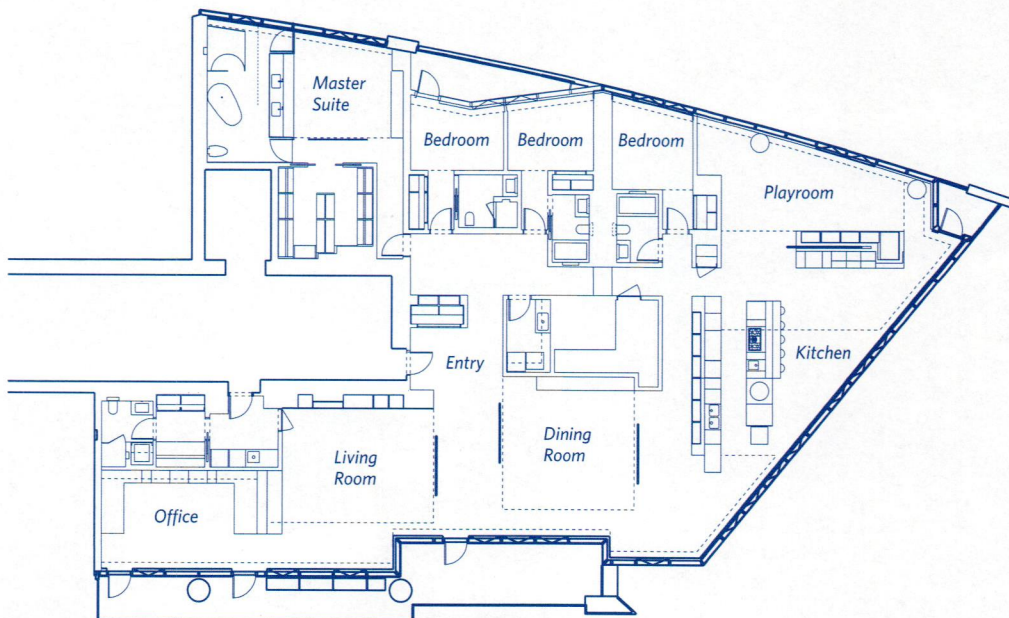 Master
Suite
Bedroom
Bedroom
Bedroom
Playroom
Entry
Kitchen
Living
Room
Dining
Room
Office